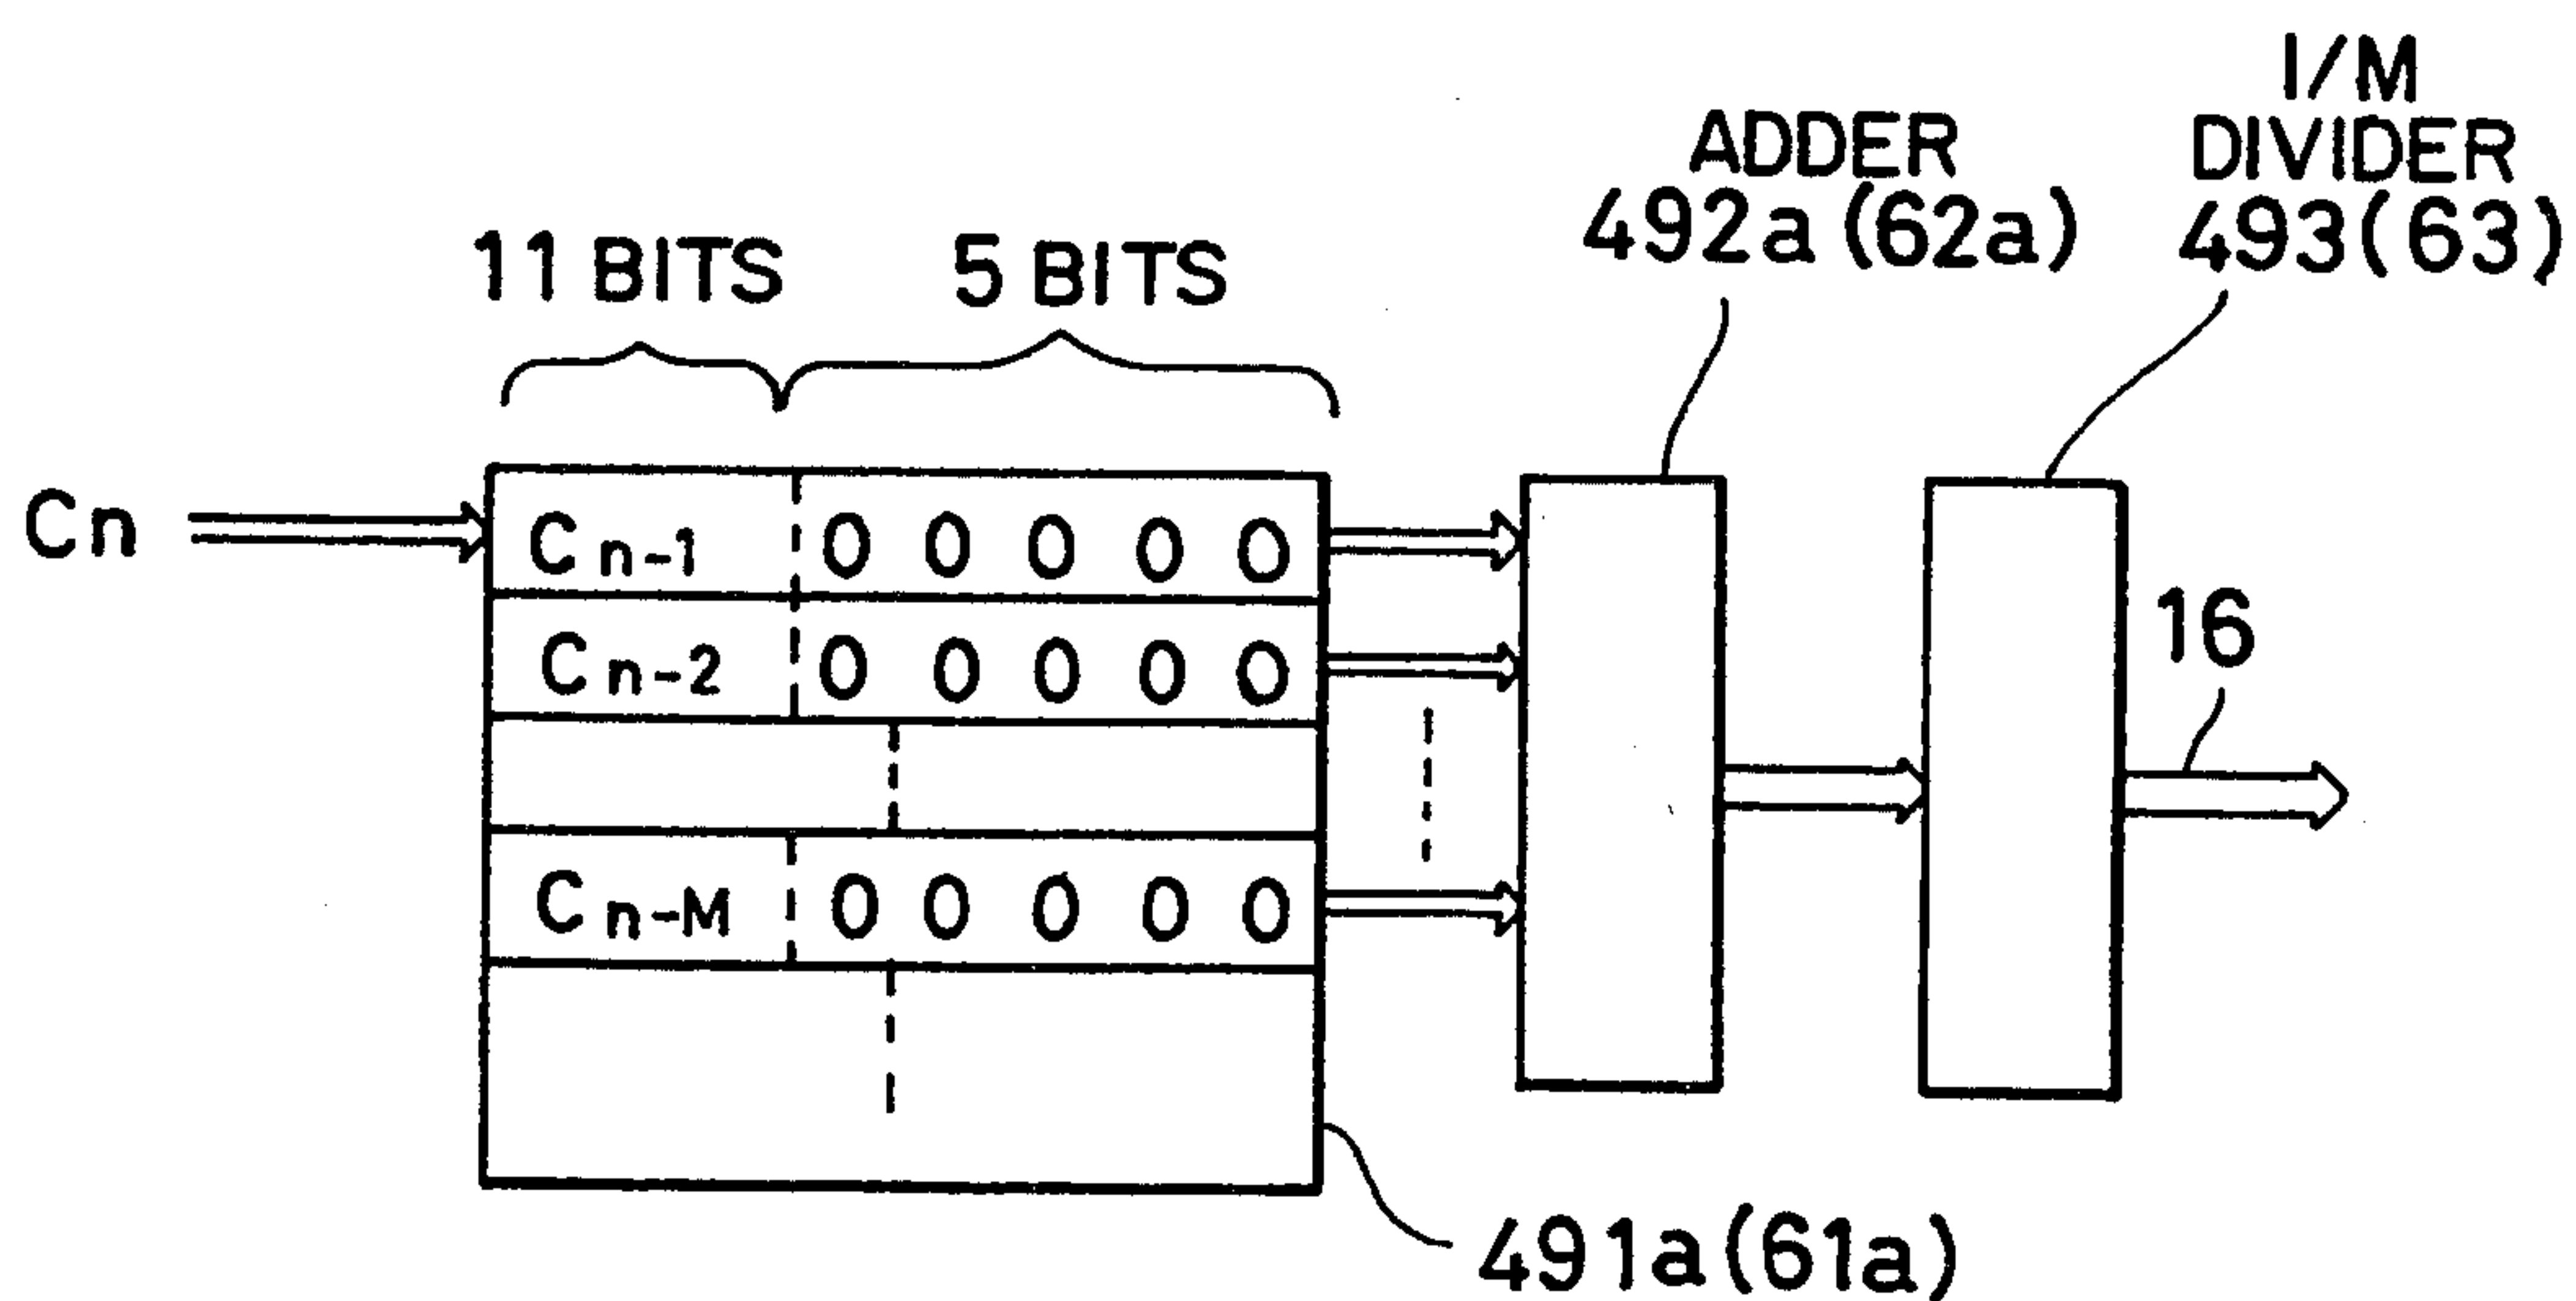 I/M
ADDER DIVIDER
492a (62a) 493(63)
11 BITS 5 BITS
Cn
Cn-1 0 0 0 0 0
Cn-2 0 0 0 0 0
16
Cn-M 0 0 0 0 0
491a (61a)